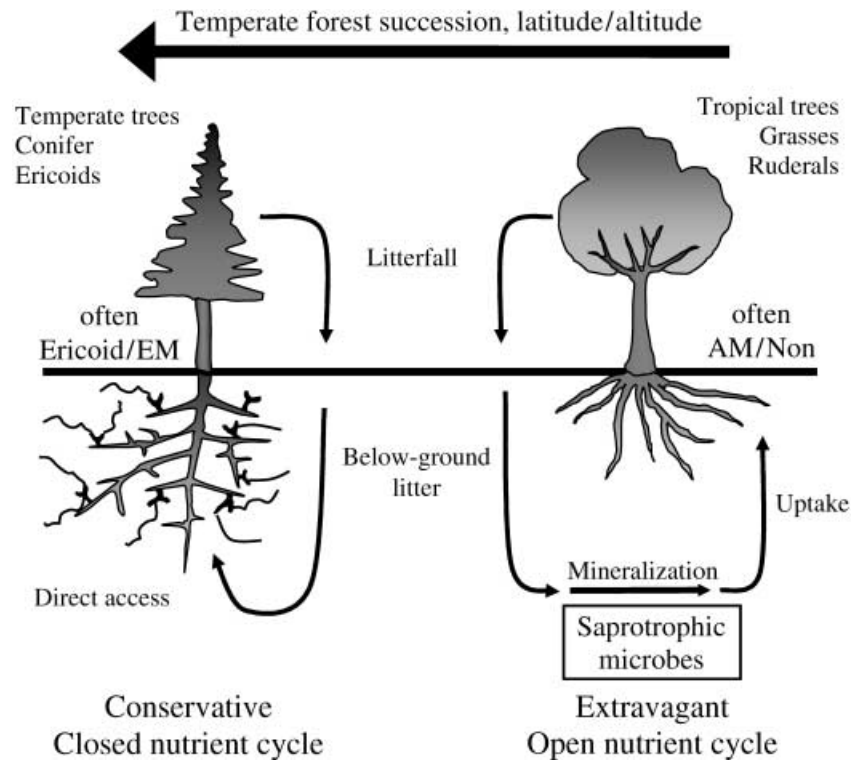 Temperate forest succession, latitude/altitude
Temperate trees
Conifer
Ericoids
Tropical trees
Grasses
Ruderals
Litterfall
often
Ericoid/EM
often
AM/Non
Below-ground
litter
Uptake
Direct access
Mineralization
Saprotrophic
microbes
Conservative
Closed nutrient cycle
Extravagant
Open nutrient cycle